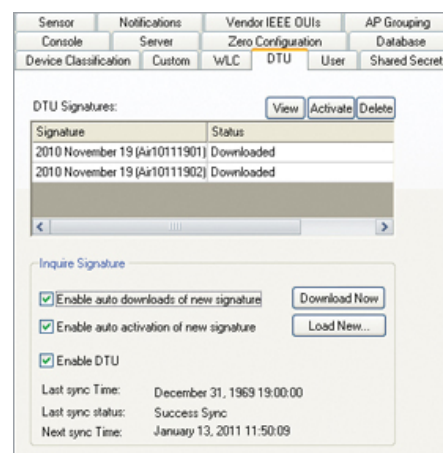 Sensor Notifications Vendor IEEE OUIs AP Grouping
Console Server Zero Configuration Database
Device Classification Custom WLC DTU User Shared Secret
DTU Signatures: View Activate Delete
Signature Status
2010 November 19 (Air10111901) Downloaded
2010 November 19 (Air10111902) Downloaded
Inquire Signature
Enable auto downloads of new signature Download Now
Enable auto activation of new signature Load New...
Enable DTU
Last sync Time: December 31, 1969 19:00:00
Last sync status: Success Sync
Next sync Time: January 13, 2011 11:50:09